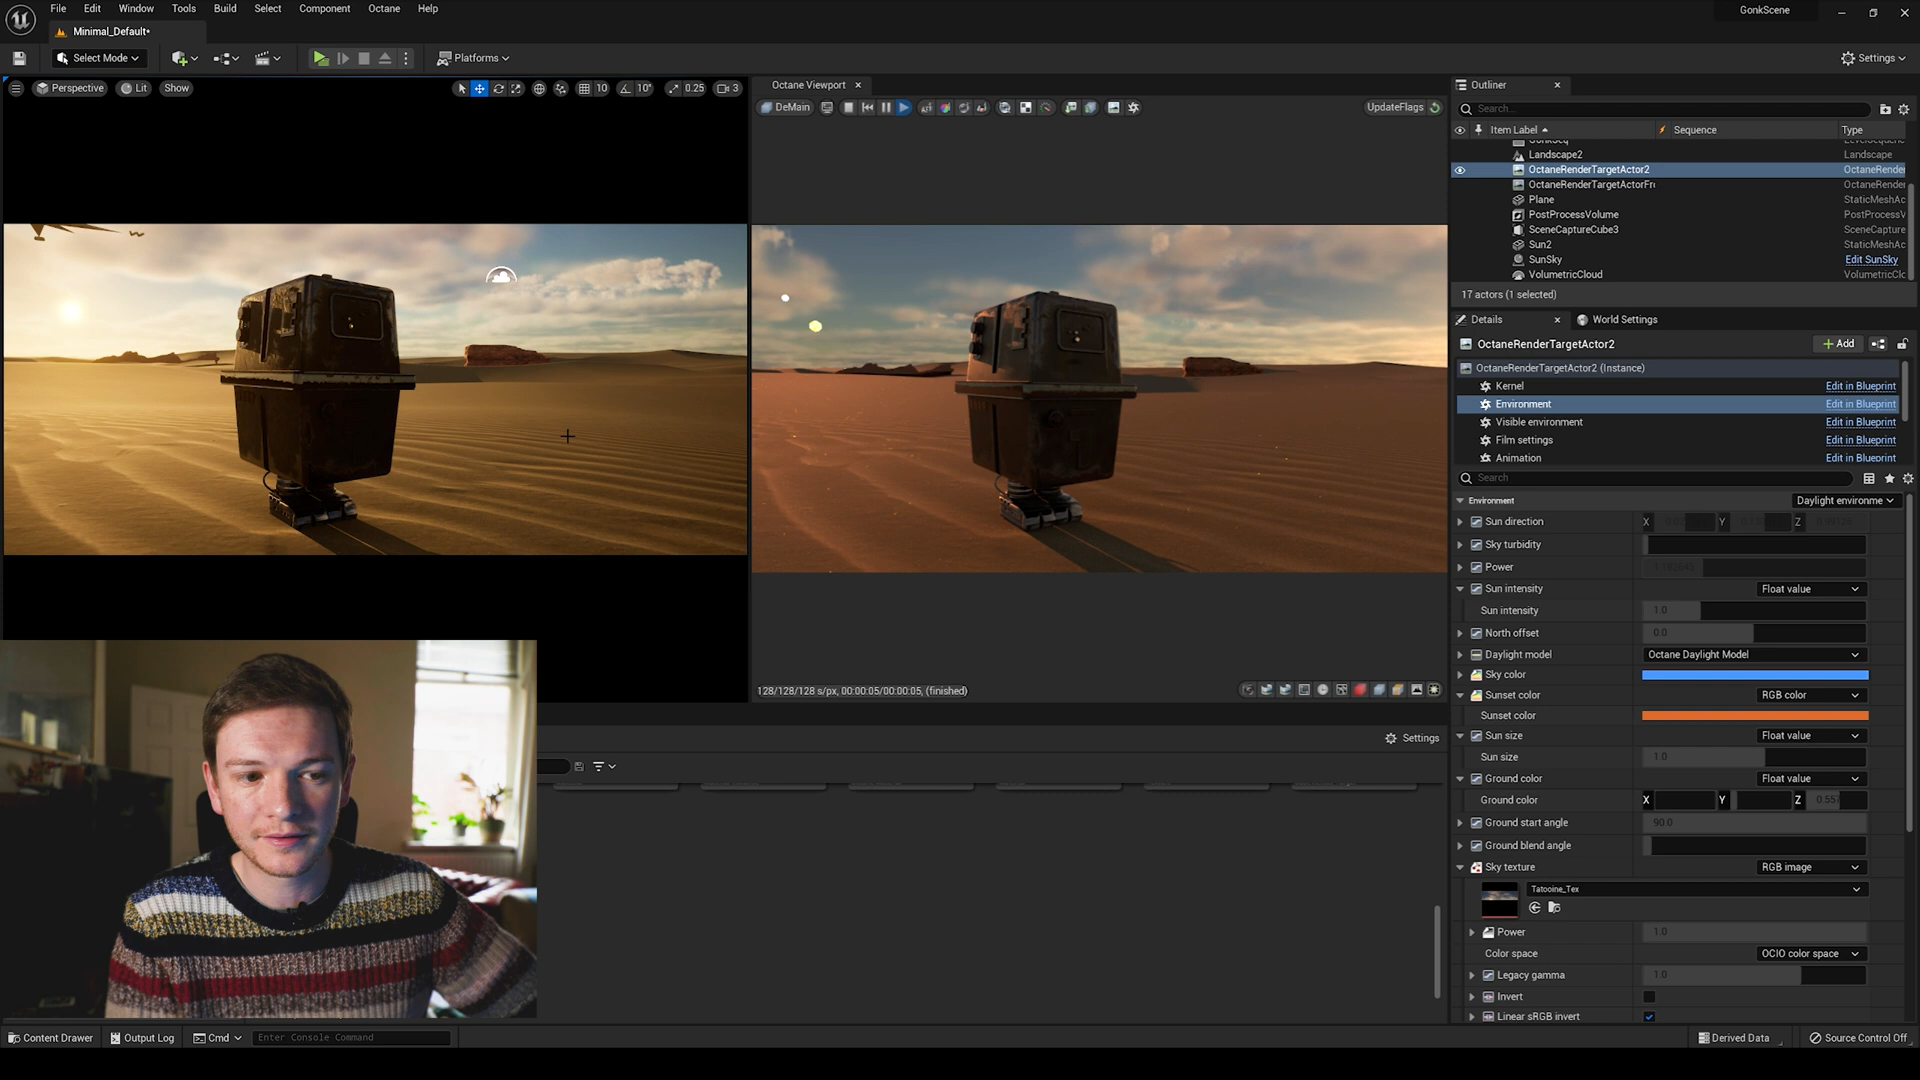 File Edit Window Tools Build Select Component Octane Help
GonkScene
Minimal_Default*
Select Mode
Platforms
Settings
Perspective Lit Show
10 10° 0.25 3
Octane Viewport
DeMain
UpdateFlags
128/128/128 s/px, 00:00:05/00:00:05, (finished)
Settings
Outliner
Search...
Item Label Sequence Type
Landscape2 Landscape
OctaneRenderTargetActor2 OctaneRende
OctaneRenderTargetActorFr OctaneRende
Plane StaticMeshAc
PostProcessVolume PostProcessV
SceneCaptureCube3 SceneCapture
Sun2 StaticMeshAc
SunSky Edit SunSky
VolumetricCloud VolumetricClo
17 actors (1 selected)
Details World Settings
OctaneRenderTargetActor2 Add
OctaneRenderTargetActor2 (Instance)
Kernel Edit in Blueprint
Environment Edit in Blueprint
Visible environment Edit in Blueprint
Film settings Edit in Blueprint
Animation Edit in Blueprint
Search
Environment Daylight environme
Sun direction X Y Z
Sky turbidity
Power
Sun intensity Float value
Sun intensity 1.0
North offset 0.0
Daylight model Octane Daylight Model
Sky color
Sunset color RGB color
Sunset color
Sun size Float value
Sun size 1.0
Ground color Float value
Ground color X Y Z 0.557
Ground start angle 90.0
Ground blend angle
Sky texture RGB image
Tatooine_Tex
Power 1.0
Color space OCIO color space
Legacy gamma 1.0
Invert
Linear sRGB invert
Content Drawer Output Log Cmd Enter Console Command
Derived Data Source Control Off